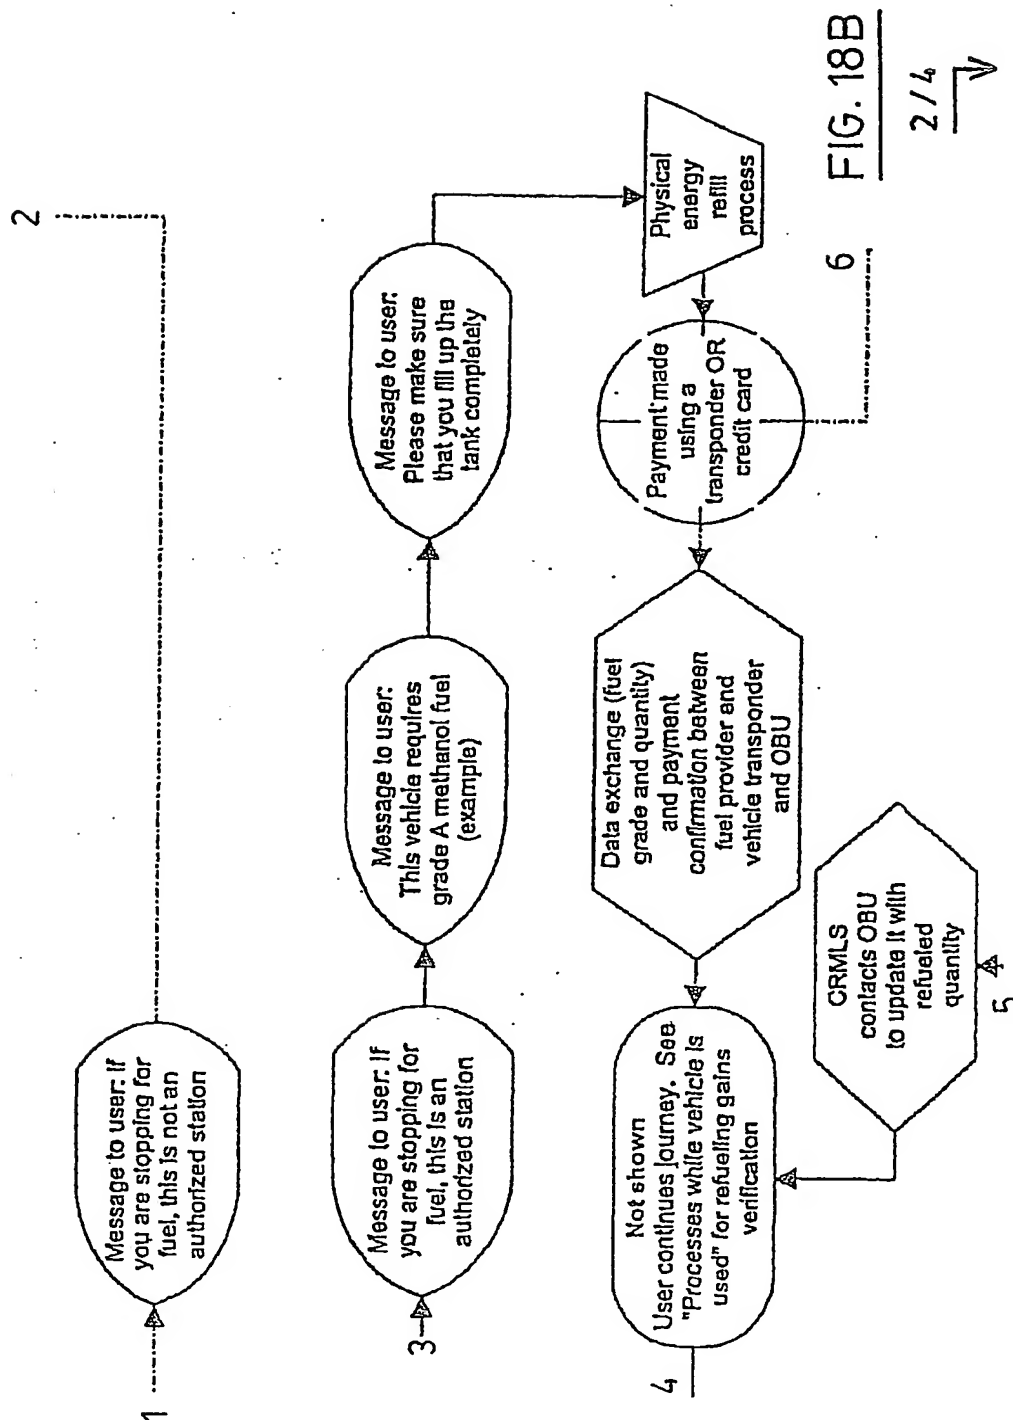 2
1
Message to user: If
you are stopping for
fuel, this is not an
authorized station
3
Message to user: If
you are stopping for
fuel, this is an
authorized station
Message to user:
This vehicle requires
grade A methanol fuel
(example)
Message to user:
Please make sure
that you fill up the
tank completely
Physical
energy
refill
process
Payment made
using a
transponder OR
credit card
6
Data exchange (fuel
grade and quantity)
and payment
confirmation between
fuel provider and
vehicle transponder
and OBU
4
Not shown
User continues journey. See
"Processes while vehicle is
used" for refueling gains
verification
CRMLS
contacts OBU
to update it with
refueled
quantity
5
FIG. 18B
2/4